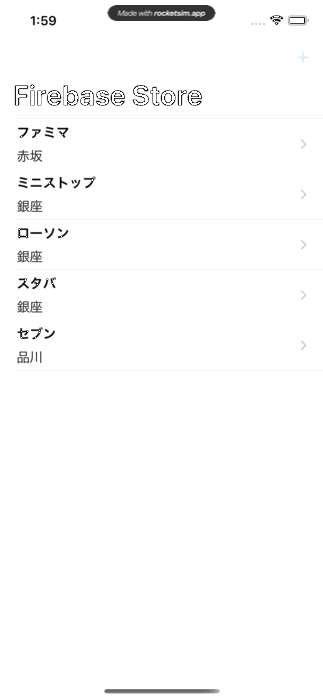 1:59
Made with rocketsim.app
+
Firebase Store
ファミマ
赤坂
ミニストップ
銀座
ローソン
銀座
スタバ
銀座
セブン
品川